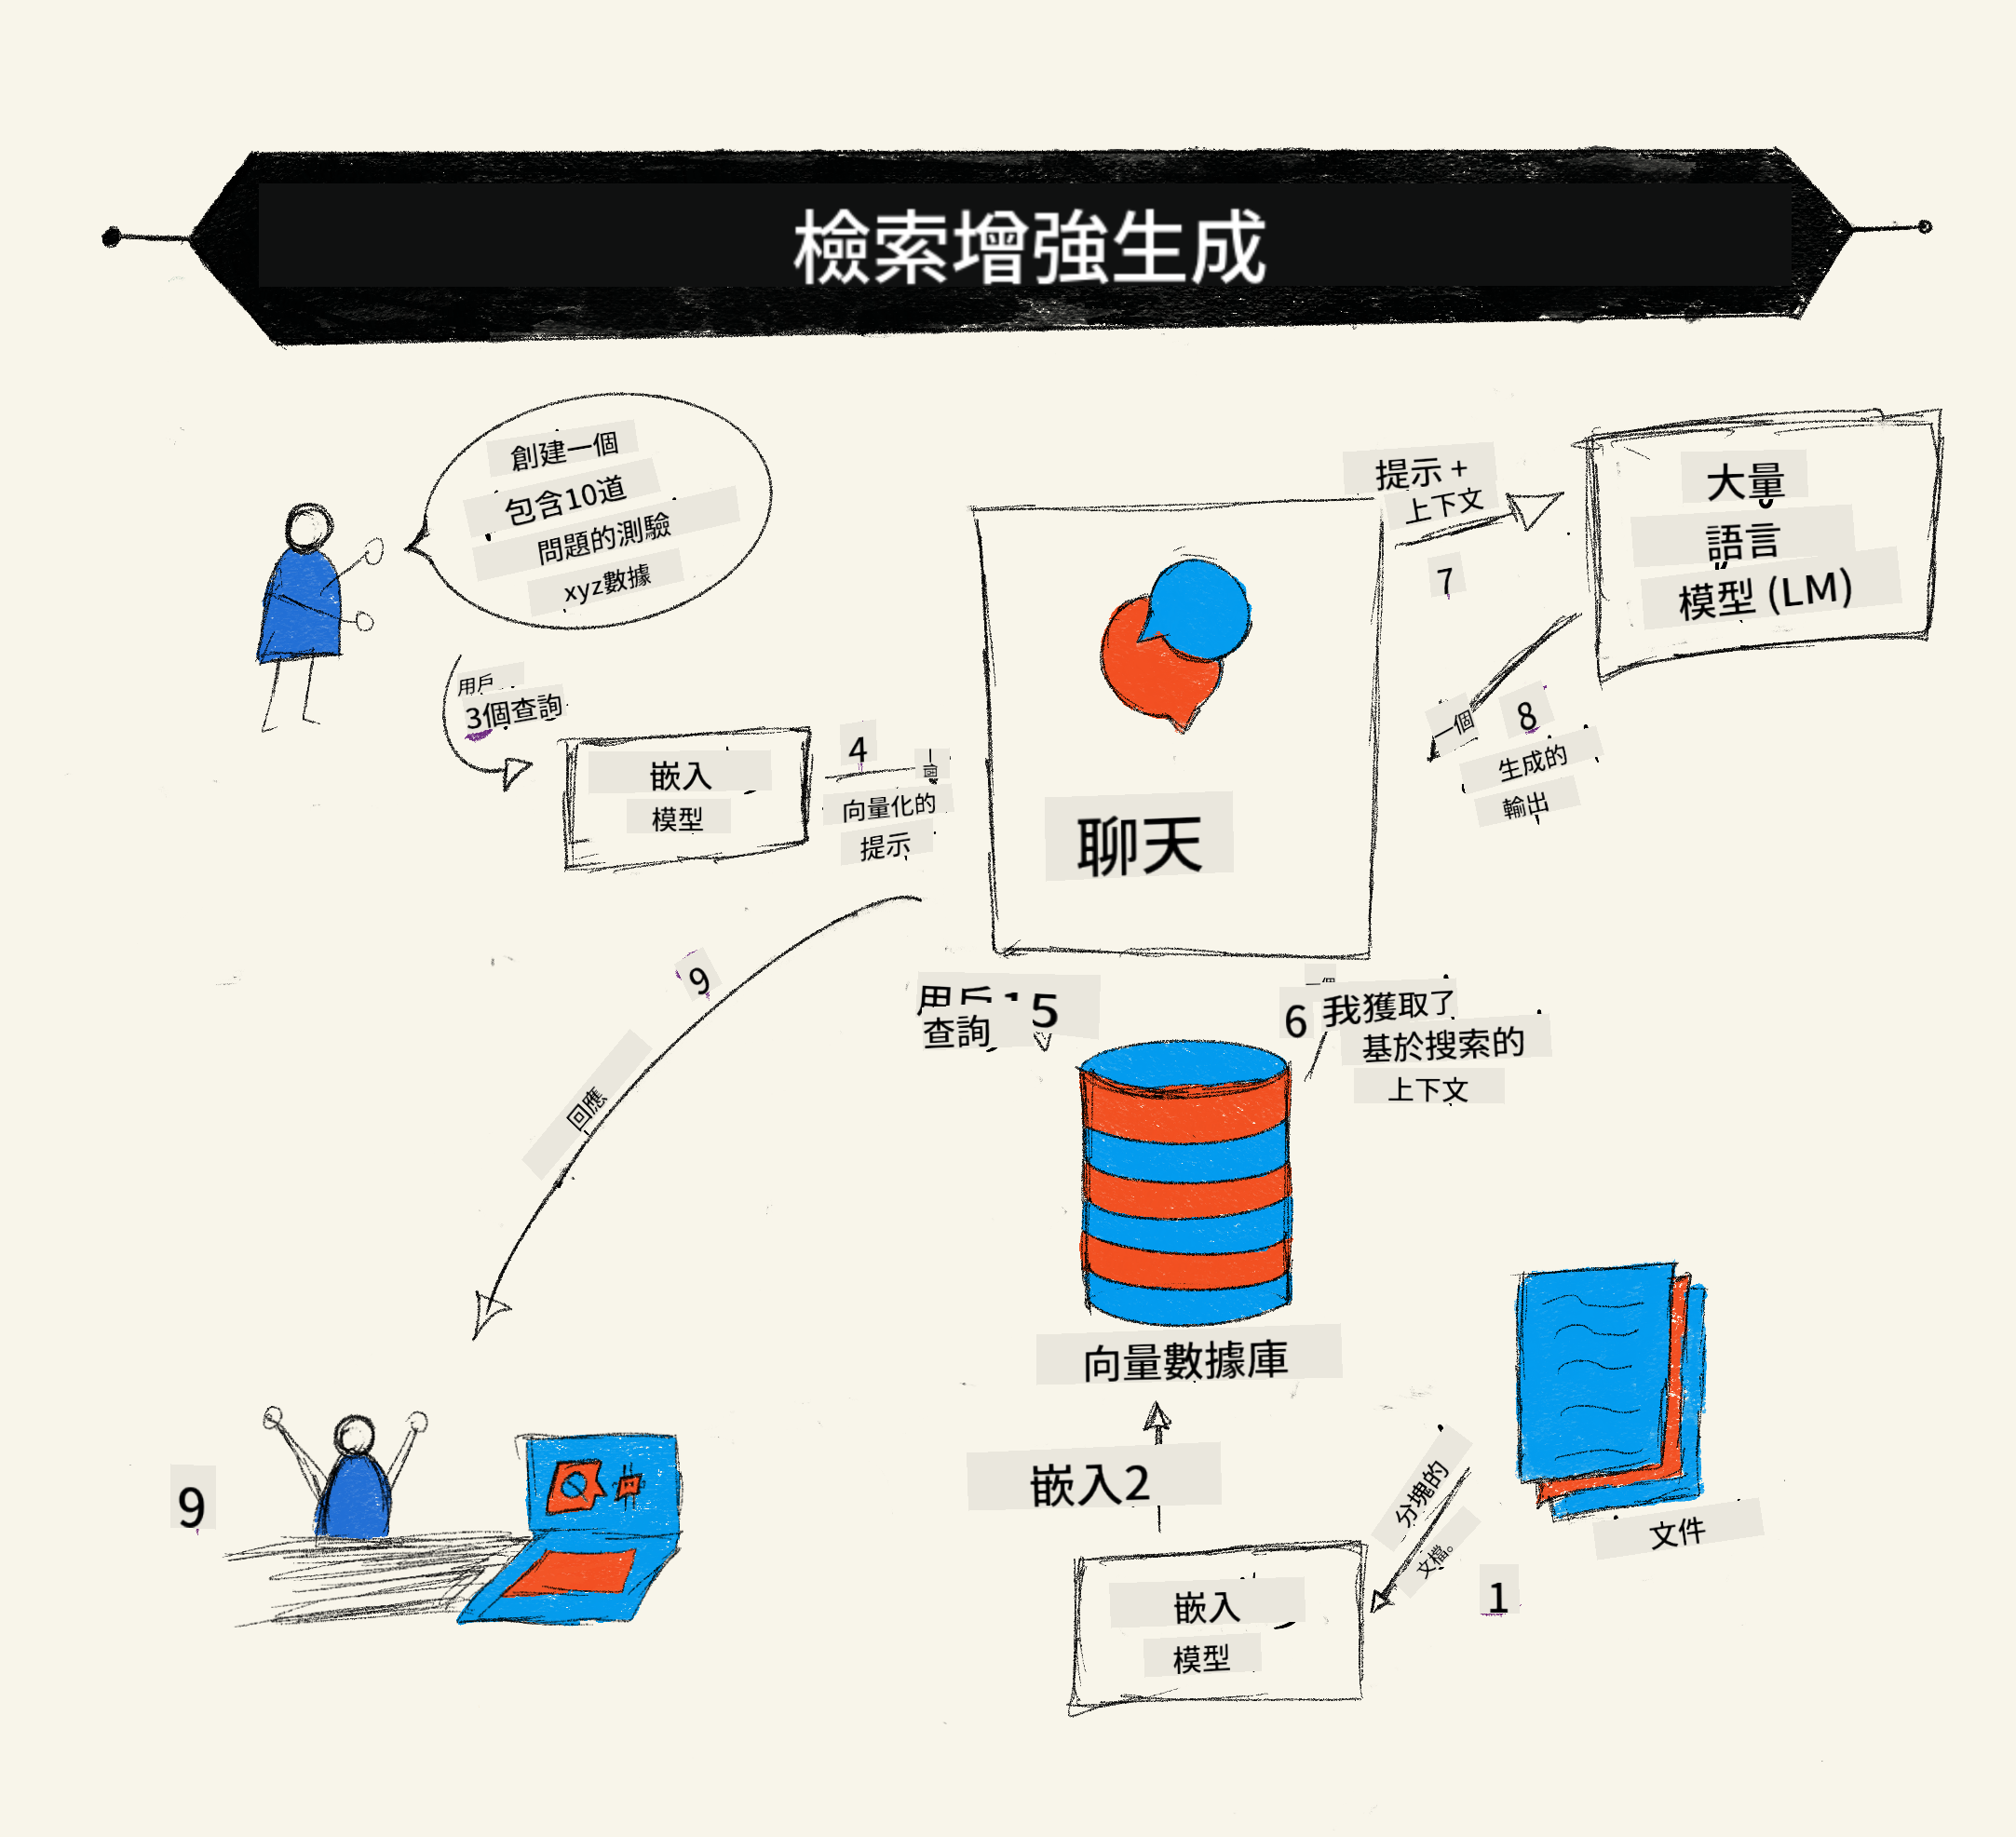 檢索增強生成
創建一個
包含10道
問題的測驗
xyz數據
用戶
3個查詢
嵌入
模型
4
向量化的
提示
聊天
提示 +
上下文
7
大量
語言
模型 (LM)
一個
8
生成的
輸出
9
回應
5
查詢
6
我獲取了
基於搜索的
上下文
向量數據庫
嵌入2
嵌入
模型
分塊的
文檔。
1
文件
9